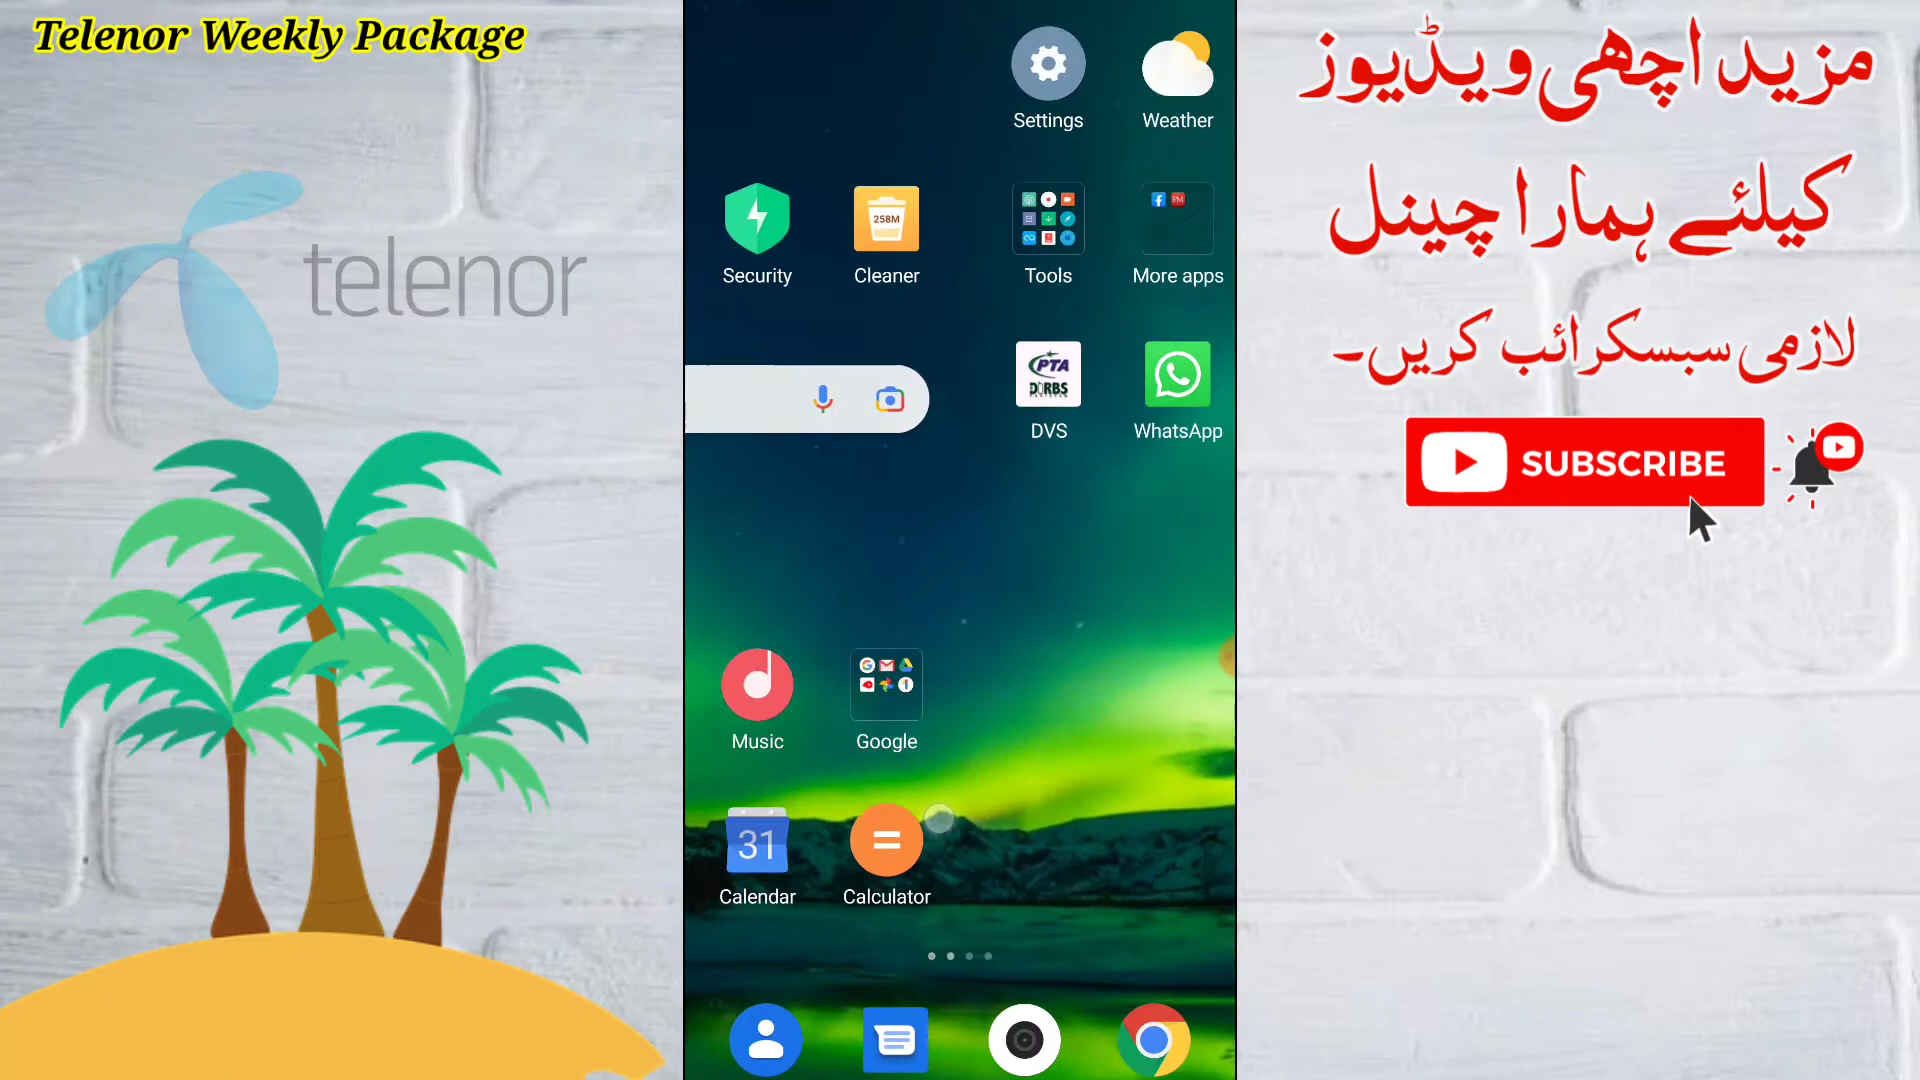 Telenor Weekly Package
telenor
Settings
Weather
258M
Security
Cleaner
Tools
More apps
PTA
DIRBS
DVS
WhatsApp
Music
Google
31
Calendar
Calculator
مزید اچھی ویڈیوز
کیلئے ہمارا چینل
لازمی سبسکرائب کریں۔
SUBSCRIBE